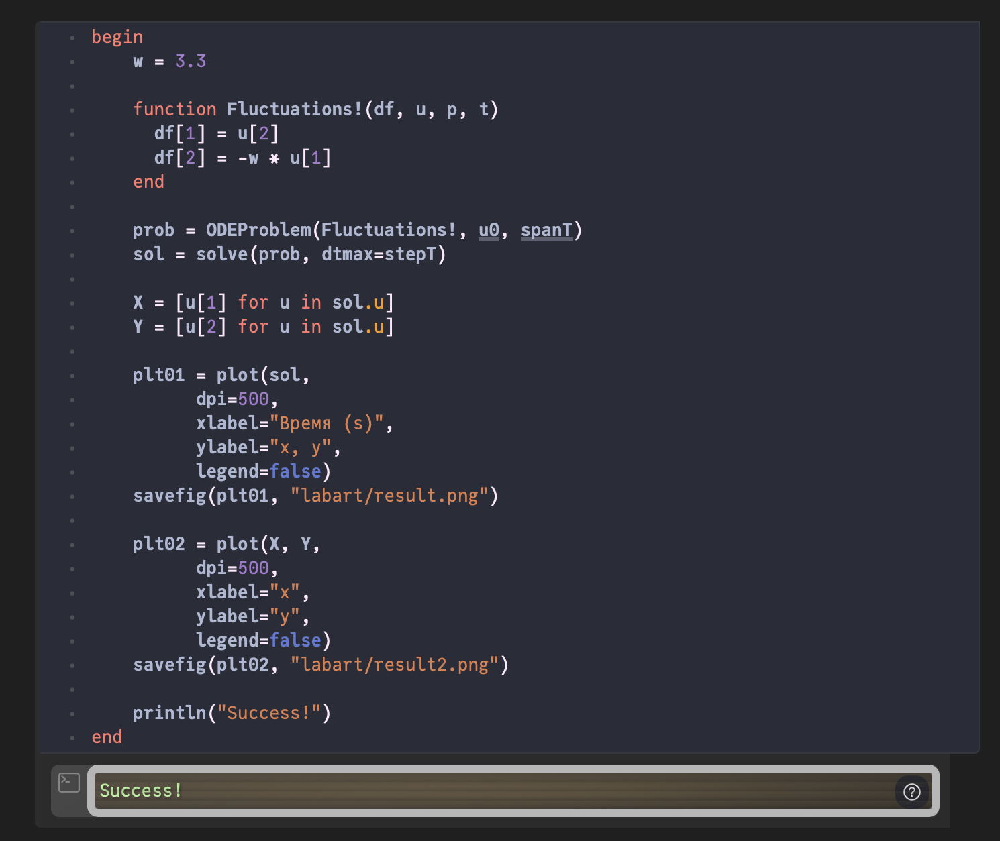 begin
    w = 3.3

    function Fluctuations!(df, u, p, t)
      df[1] = u[2]
      df[2] = -w * u[1]
    end

    prob = ODEProblem(Fluctuations!, u0, spanT)
    sol = solve(prob, dtmax=stepT)

    X = [u[1] for u in sol.u]
    Y = [u[2] for u in sol.u]

    plt01 = plot(sol,
          dpi=500,
          xlabel="Время (s)",
          ylabel="x, y",
          legend=false)
    savefig(plt01, "labart/result.png")

    plt02 = plot(X, Y,
          dpi=500,
          xlabel="x",
          ylabel="y",
          legend=false)
    savefig(plt02, "labart/result2.png")

    println("Success!")
end
Success!